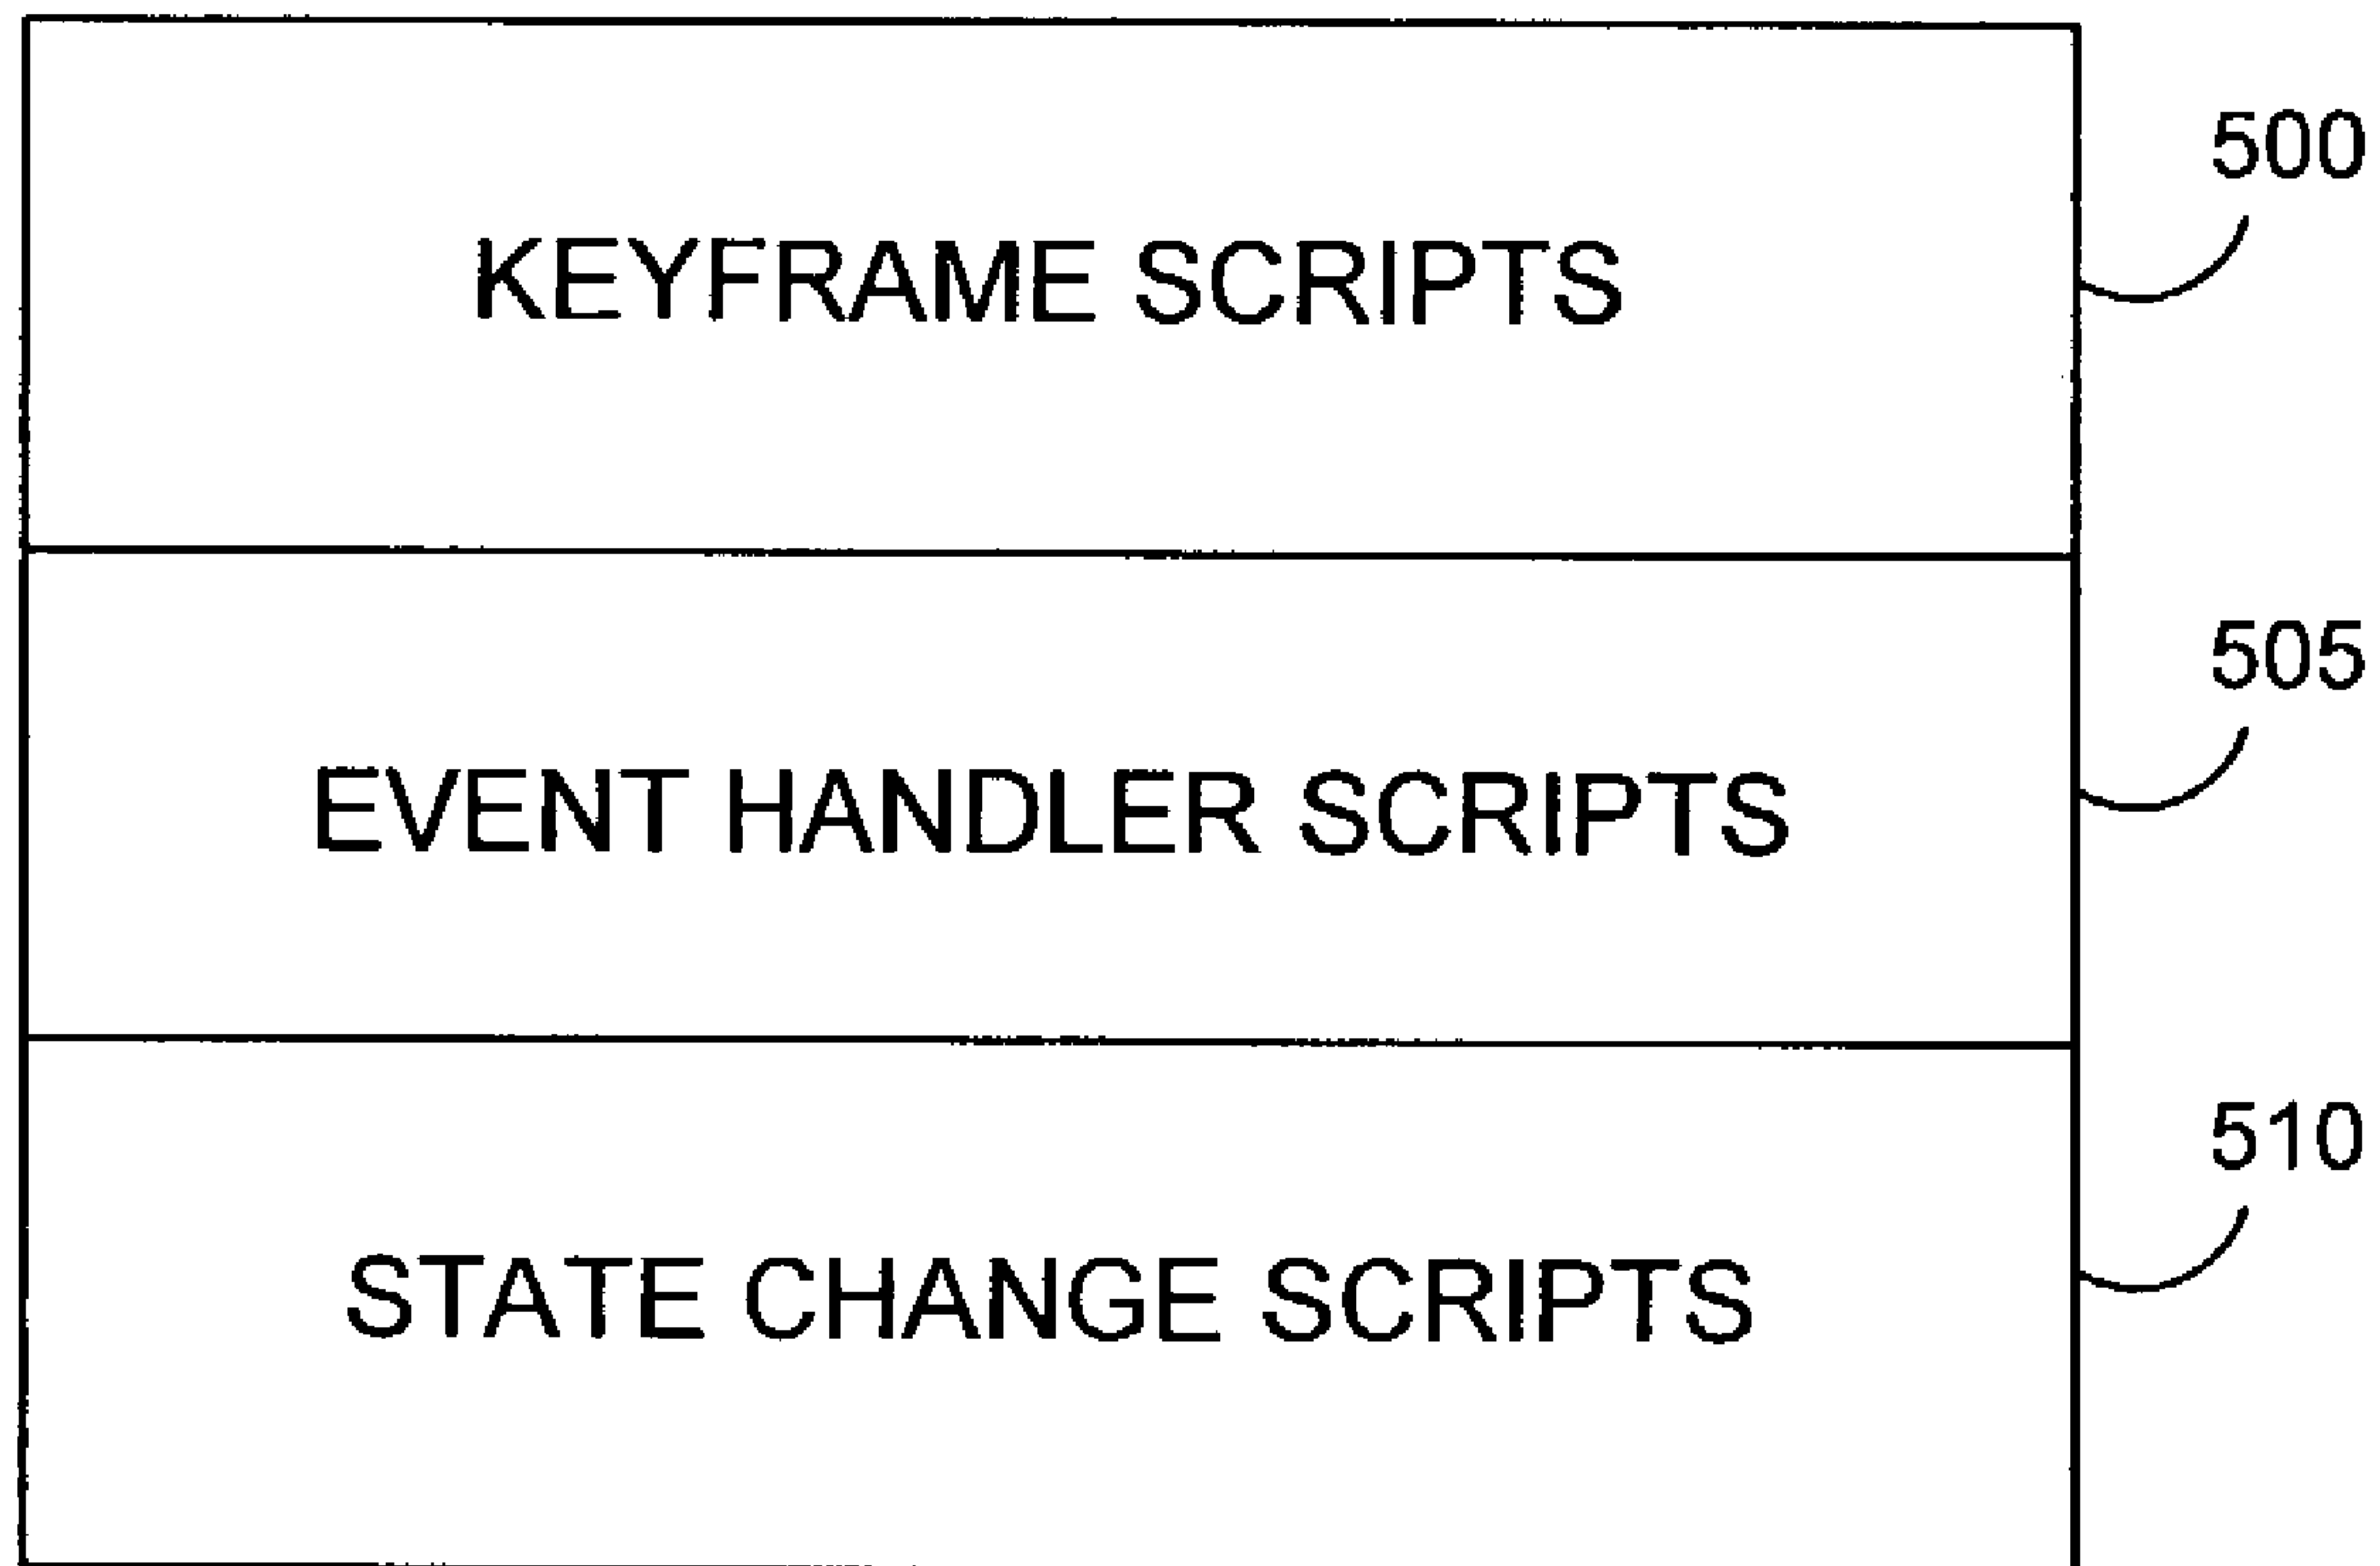 500
KEYFRAME SCRIPTS
505
EVENT HANDLER SCRIPTS
510
STATE CHANGE SCRIPTS